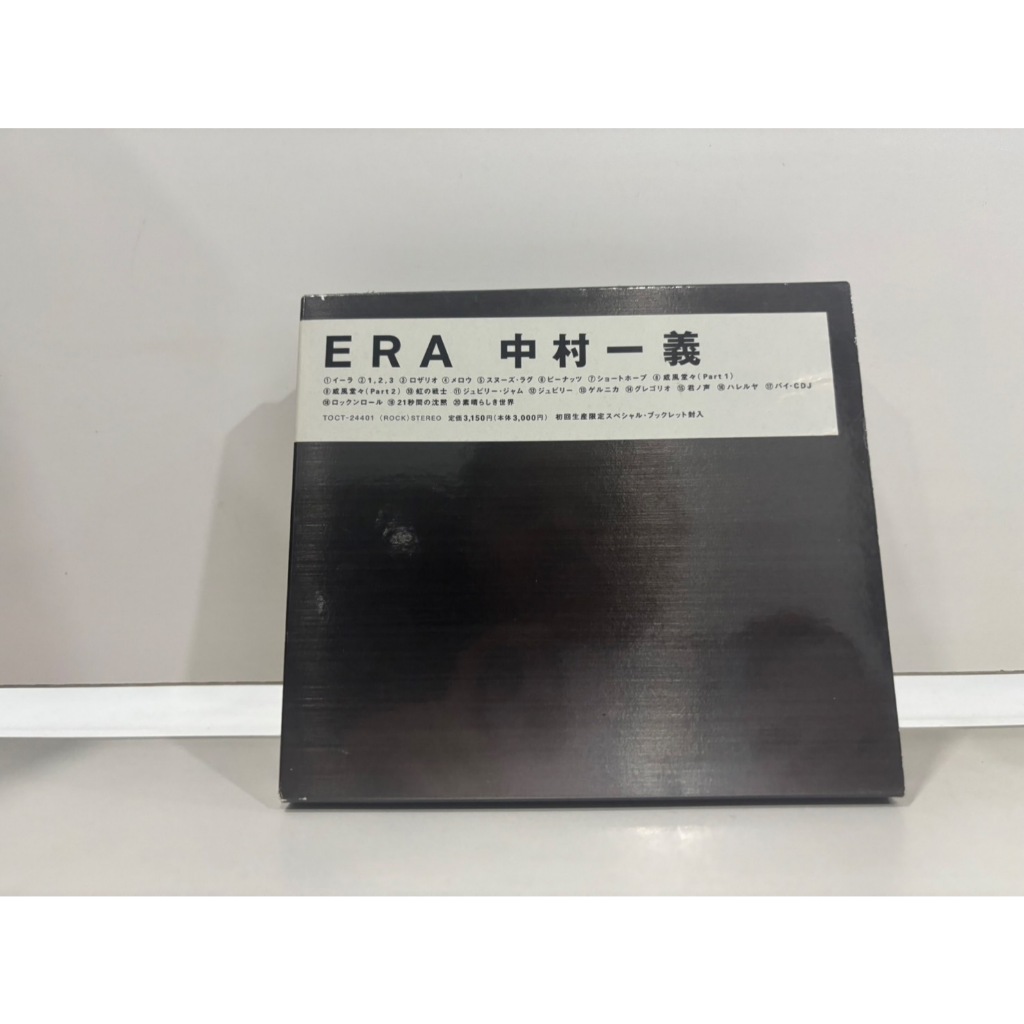 ERA 中村一義
①イーラ ②1,2,3 ③ロザリオ ④メロウ ⑤スヌーズ・ラグ ⑥ピーナッツ ⑦ショートホープ ⑧威風堂々(Part1)
⑨威風堂々(Part2) ⑩虹の戦士 ⑪ジュビリー・ジャム ⑫ジュビリー ⑬ゲルニカ ⑭グレゴリオ ⑮君ノ声 ⑯ハレルヤ ⑰バイ・CDJ
⑱ロックンロール ⑲21秒間の沈黙 ⑳素晴らしき世界
TOCT-24401 (ROCK)STEREO 定価3,150円(本体3,000円) 初回生産限定スペシャル・ブックレット封入